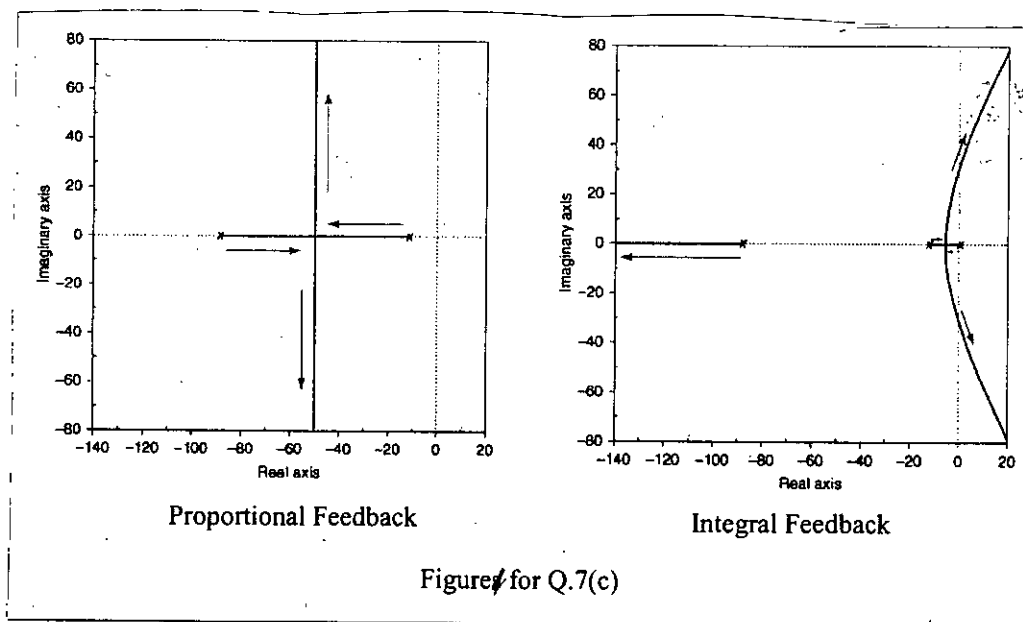 80
60
40
20
0
−20
−40
−60
−80
Imaginary axis
−140 −120 −100 −80 −60 −40 −20 0 20
Real axis
Proportional Feedback
80
60
40
20
0
−20
−40
−60
−80
Imaginary axis
−140 −120 −100 −80 −60 −40 −20 0 20
Real axis
Integral Feedback
Figures for Q.7(c)